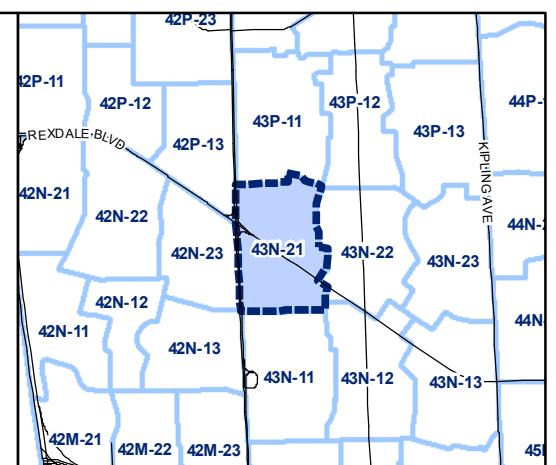 42P-23
42P-11
42P-12
43P-12
44P-
43P-11
43P-13
REXDALE BLVD
42P-13
KIPLING AVE
42N-21
42N-22
44N-2
42N-23
43N-21
43N-22
43N-23
42N-12
44N
42N-11
42N-13
43N-11
43N-12
43N-13
42M-21
42M-22
42M-23
45